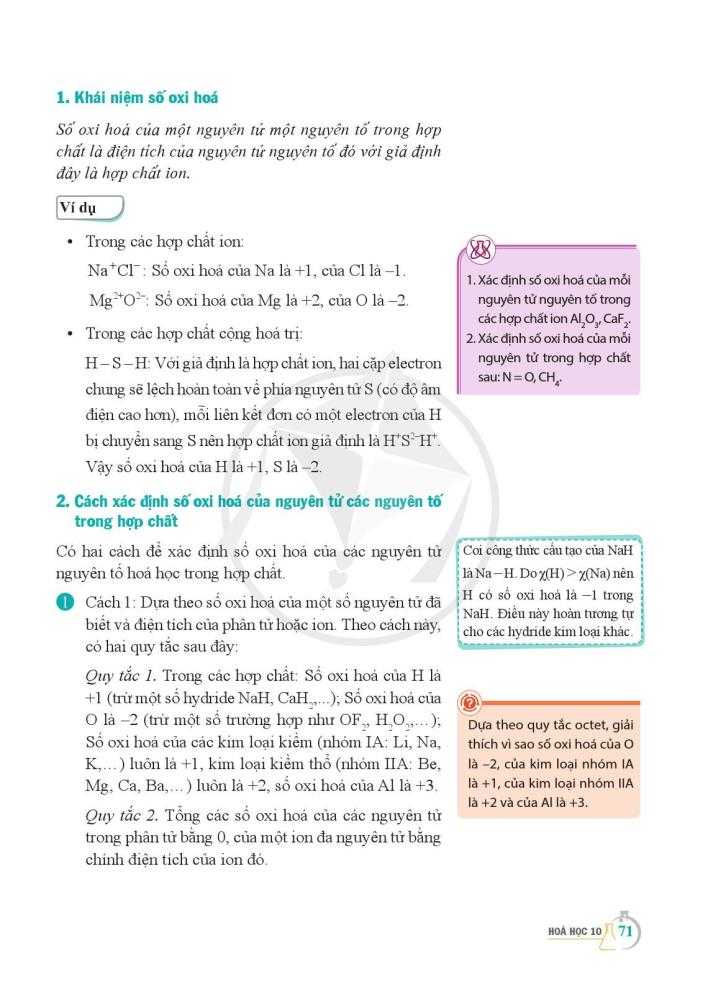 1. Khái niệm số oxi hoá
Số oxi hoá của một nguyên tử một nguyên tố trong hợp
chất là điện tích của nguyên tử nguyên tố đó với giả định
đây là hợp chất ion.
Ví dụ
• Trong các hợp chất ion:
Na⁺Cl⁻: Số oxi hoá của Na là +1, của Cl là –1.
Mg²⁺O²⁻: Số oxi hoá của Mg là +2, của O là –2.
• Trong các hợp chất cộng hoá trị:
H – S – H: Với giả định là hợp chất ion, hai cặp electron
chung sẽ lệch hoàn toàn về phía nguyên tử S (có độ âm
điện cao hơn), mỗi liên kết đơn có một electron của H
bị chuyển sang S nên hợp chất ion giả định là H⁺S²⁻H⁺.
Vậy số oxi hoá của H là +1, S là –2.
1. Xác định số oxi hoá của mỗi
nguyên tử nguyên tố trong
các hợp chất ion Al₂O₃, CaF₂.
2. Xác định số oxi hoá của mỗi
nguyên tử trong hợp chất
sau: N = O, CH₄.
2. Cách xác định số oxi hoá của nguyên tử các nguyên tố
trong hợp chất
Có hai cách để xác định số oxi hoá của các nguyên tử
nguyên tố hoá học trong hợp chất.
1 Cách 1: Dựa theo số oxi hoá của một số nguyên tử đã
biết và điện tích của phân tử hoặc ion. Theo cách này,
có hai quy tắc sau đây:
Quy tắc 1. Trong các hợp chất: Số oxi hoá của H là
+1 (trừ một số hydride NaH, CaH₂,...); Số oxi hoá của
O là –2 (trừ một số trường hợp như OF₂, H₂O₂,…);
Số oxi hoá của các kim loại kiềm (nhóm IA: Li, Na,
K,…) luôn là +1, kim loại kiềm thổ (nhóm IIA: Be,
Mg, Ca, Ba,…) luôn là +2, số oxi hoá của Al là +3.
Quy tắc 2. Tổng các số oxi hoá của các nguyên tử
trong phân tử bằng 0, của một ion đa nguyên tử bằng
chính điện tích của ion đó.
Coi công thức cấu tạo của NaH
là Na – H. Do χ(H) > χ(Na) nên
H có số oxi hoá là –1 trong
NaH. Điều này hoàn tương tự
cho các hydride kim loại khác.
?
Dựa theo quy tắc octet, giải
thích vì sao số oxi hoá của O
là –2, của kim loại nhóm IA
là +1, của kim loại nhóm IIA
là +2 và của Al là +3.
HOÁ HỌC 10 71